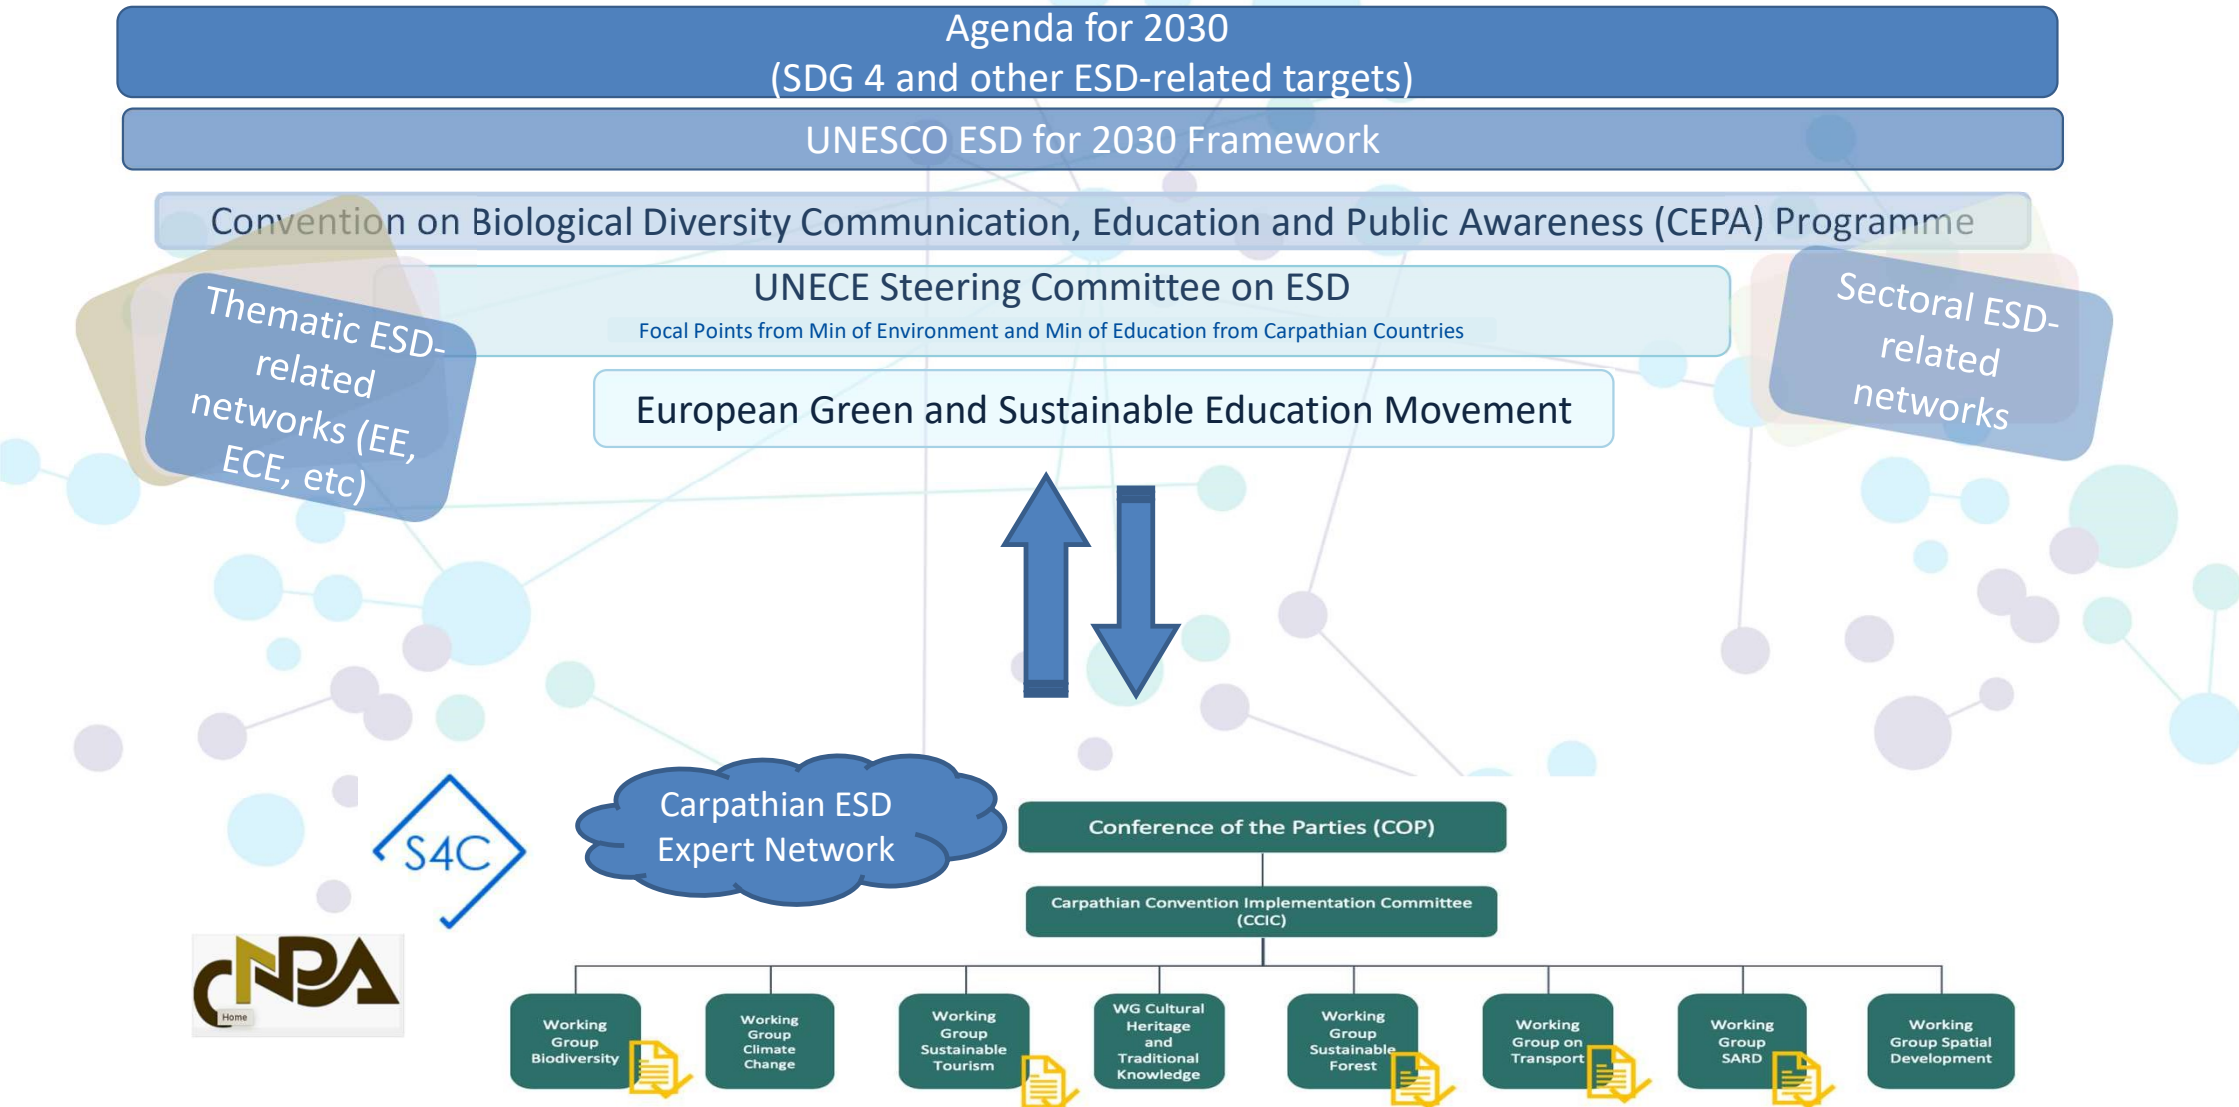 Agenda for 2030
(SDG 4 and other ESD-related targets)
UNESCO ESD for 2030 Framework
Convention on Biological Diversity Communication, Education and Public Awareness (CEPA) Programme
UNECE Steering Committee on ESD
Focal Points from Min of Environment and Min of Education from Carpathian Countries
European Green and Sustainable Education Movement
Thematic ESD-
related
networks (EE,
ECE, etc)
Sectoral ESD-
related
networks
Carpathian ESD
Expert Network
S4C
CNPA
Home
Conference of the Parties (COP)
Carpathian Convention Implementation Committee
(CCIC)
Working
Group
Biodiversity
Working
Group
Climate
Change
Working
Group
Sustainable
Tourism
WG Cultural
Heritage
and
Traditional
Knowledge
Working
Group
Sustainable
Forest
Working
Group on
Transport
Working
Group
SARD
Working
Group Spatial
Development